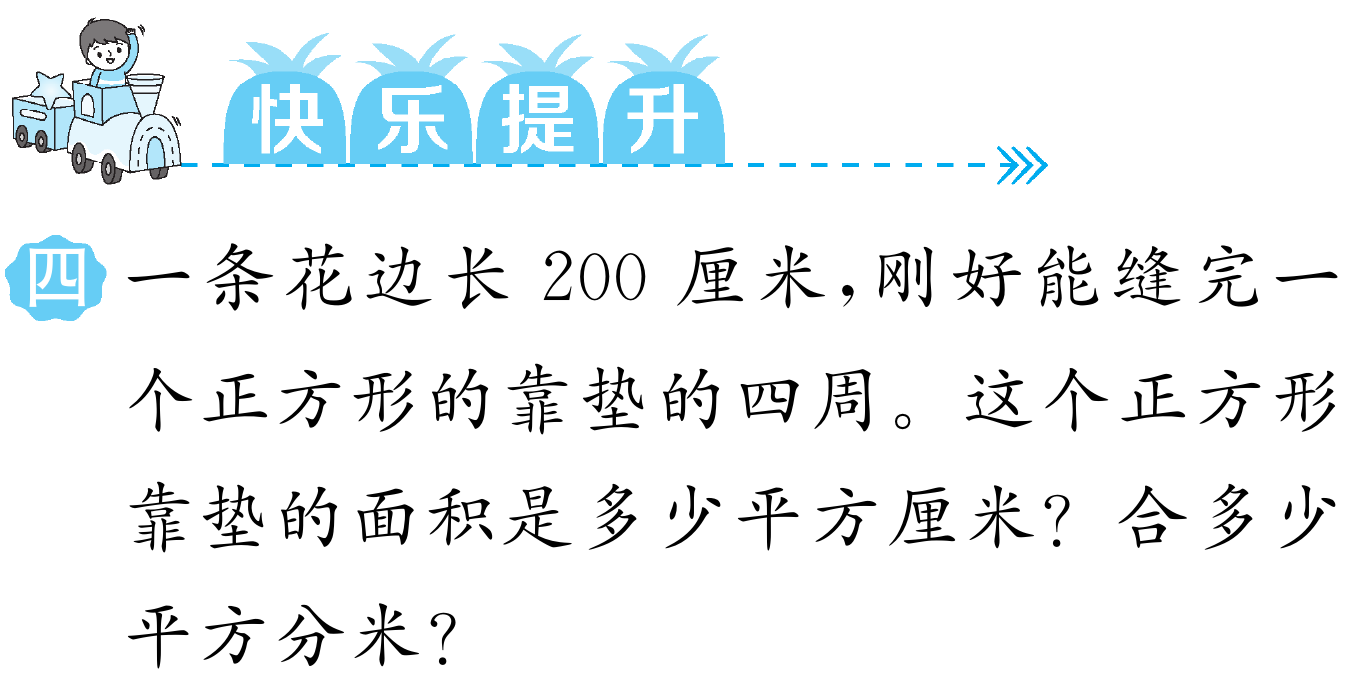 快乐提升
四 一条花边长 200 厘米,刚好能缝完一
个正方形的靠垫的四周。这个正方形
靠垫的面积是多少平方厘米?合多少
平方分米?